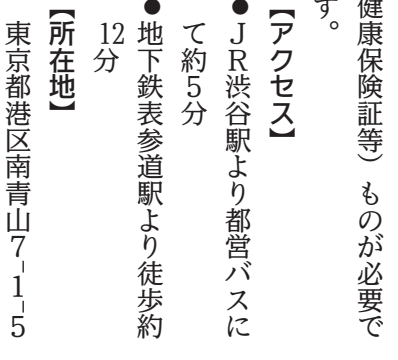 健康保険証等）ものが必要で
す。
【アクセス】
●ＪＲ渋谷駅より都営バスに
て約5分
●地下鉄表参道駅より徒歩約
12分
【所在地】
東京都港区南青山7-1-5